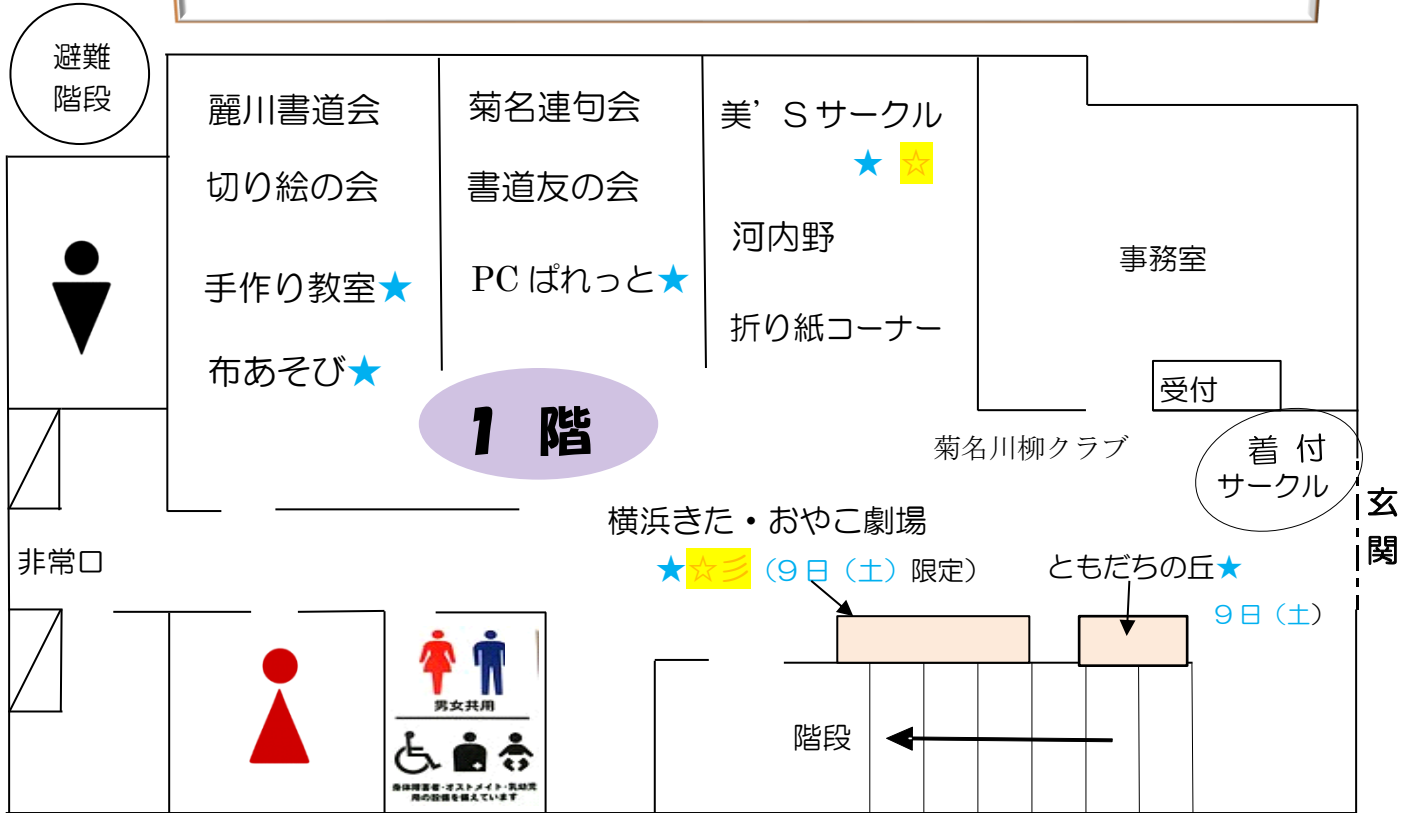 避難
階段
麗川書道会
切り絵の会
手作り教室★
布あそび★
菊名連句会
書道友の会
PCぱれっと★
美’Sサークル
★ ☆
河内野
折り紙コーナー
事務室
受付
1 階
菊名川柳クラブ
着 付
サークル
玄
関
横浜きた・おやこ劇場
★☆彡(9日(土)限定)
ともだちの丘★
9日(土)
非常口
男女共用
身体障害者・オストメイト・乳幼児
用の設備を備えています
階段